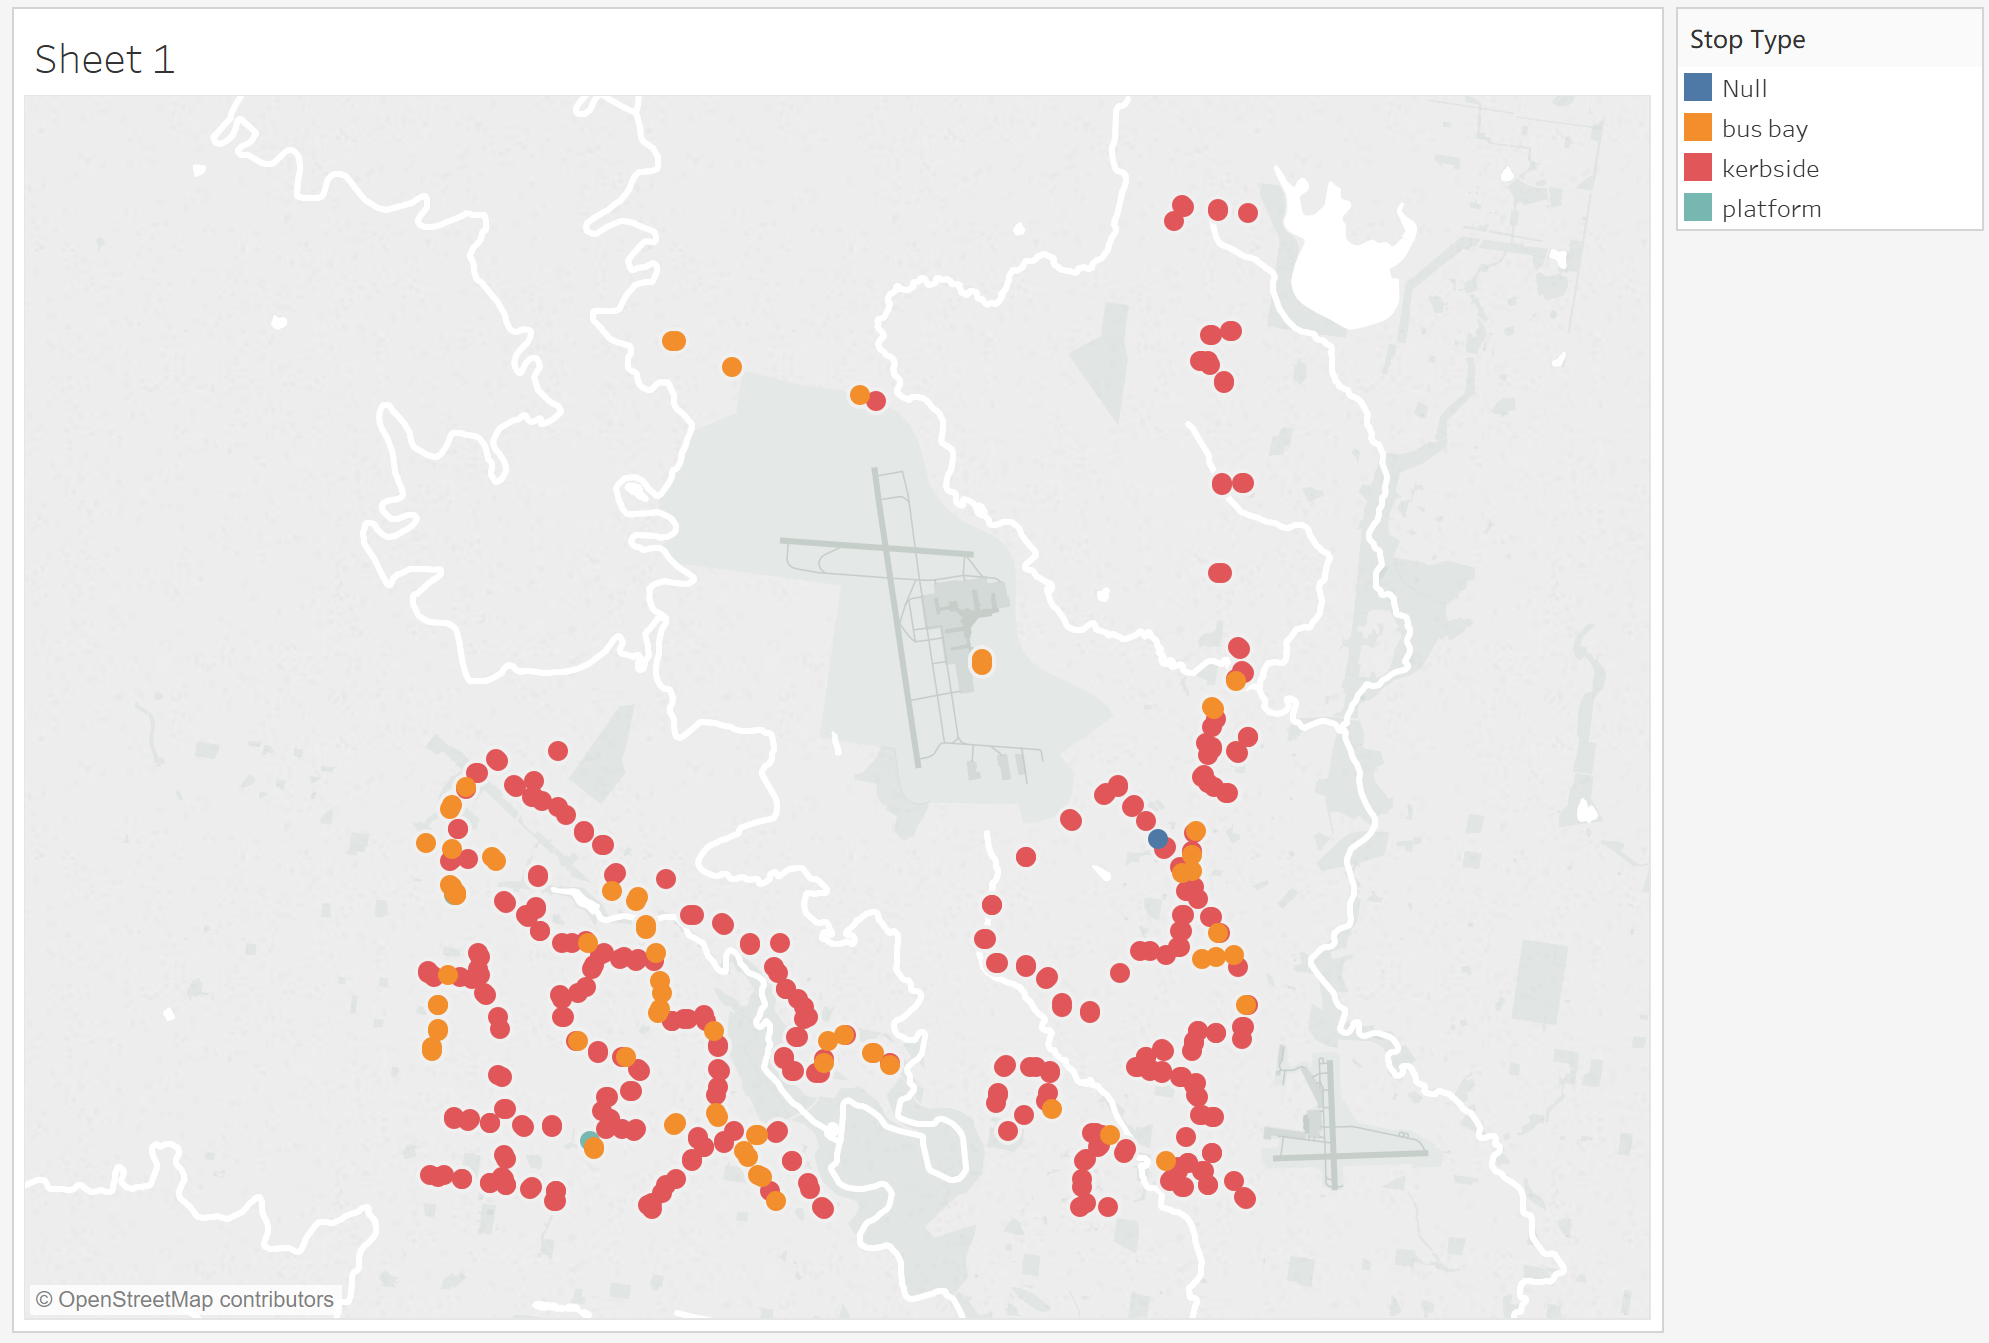 Sheet 1
Stop Type
Null
bus bay
kerbside
platform
© OpenStreetMap contributors